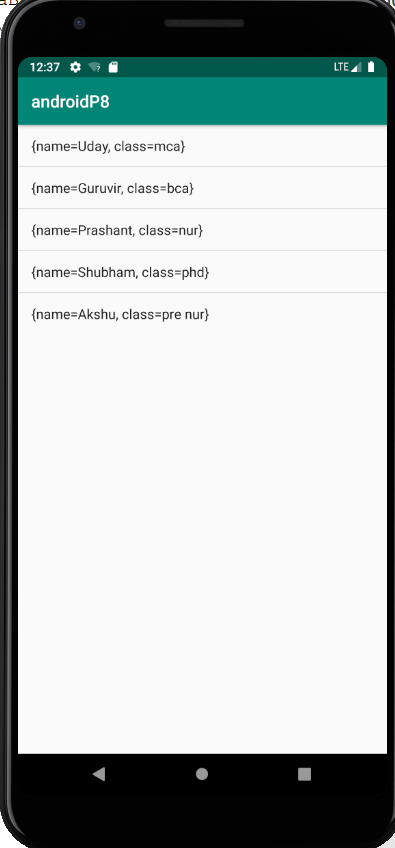 12:37 LTE
androidP8
{name=Uday, class=mca}
{name=Guruvir, class=bca}
{name=Prashant, class=nur}
{name=Shubham, class=phd}
{name=Akshu, class=pre nur}